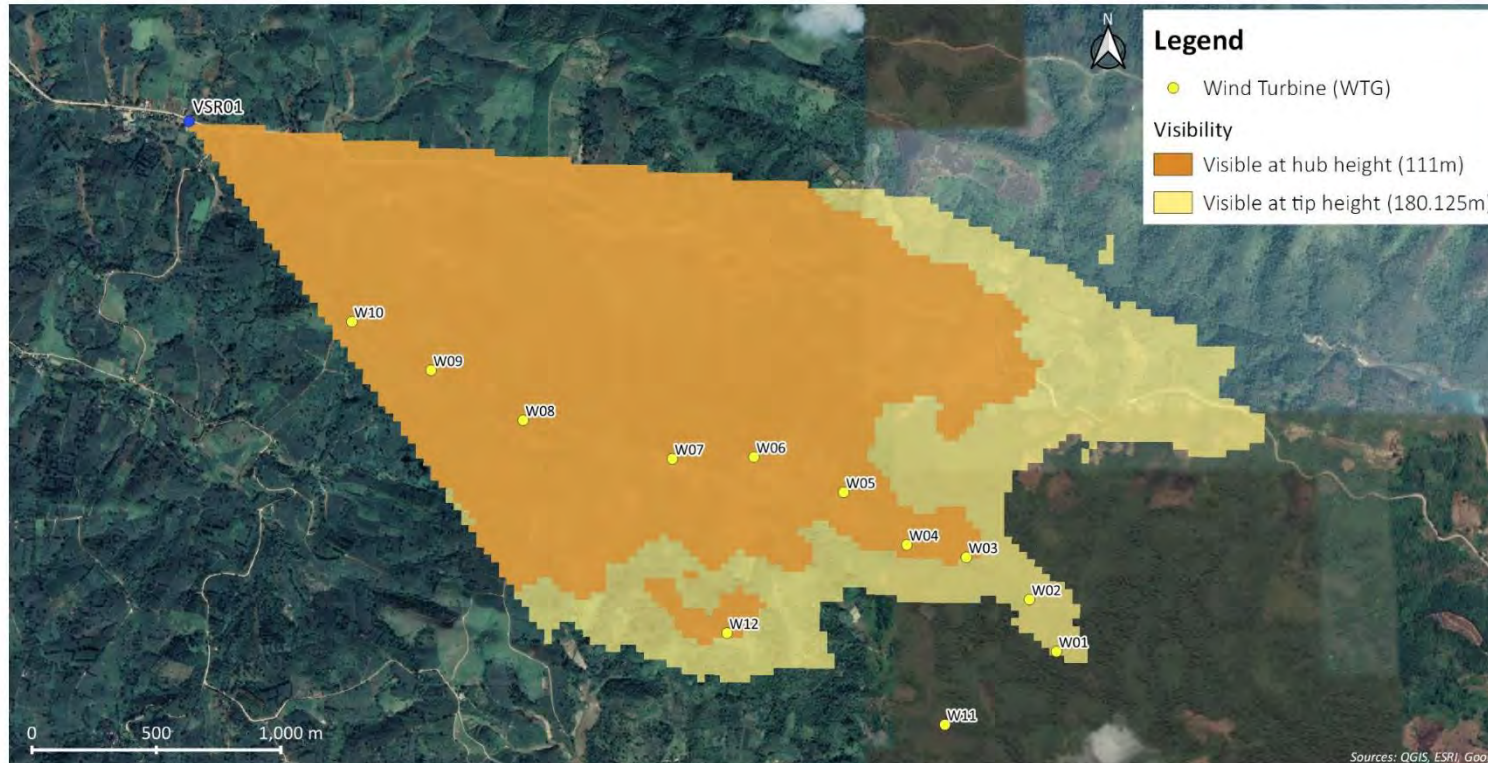 N
Legend
Wind Turbine (WTG)
Visibility
Visible at hub height (111m)
Visible at tip height (180.125m)
VSR01
W10
W09
W08
W07
W06
W05
W04
W03
W02
W12
W01
W11
0 500 1,000 m
Sources: QGIS, ESRI, Goo